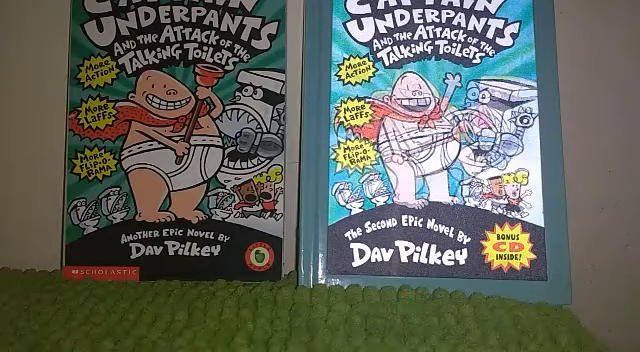 CAPTAIN
UNDERPANTS
AND THE ATTACK OF THE
TALKING TOILETS
MORE
ACTION
MORE
LAFFS
MORE
FLIP-O-
RAMA
ANOTHER EPIC NOVEL BY
DAV PILKEY
SCHOLASTIC
CAPTAIN
UNDERPANTS
AND THE ATTACK OF THE
TALKING TOILETS
MORE
ACTION
MORE
LAFFS
MORE
FLIP-O-
RAMA
THE SECOND EPIC NOVEL BY
DAV PILKEY
BONUS
CD
INSIDE!